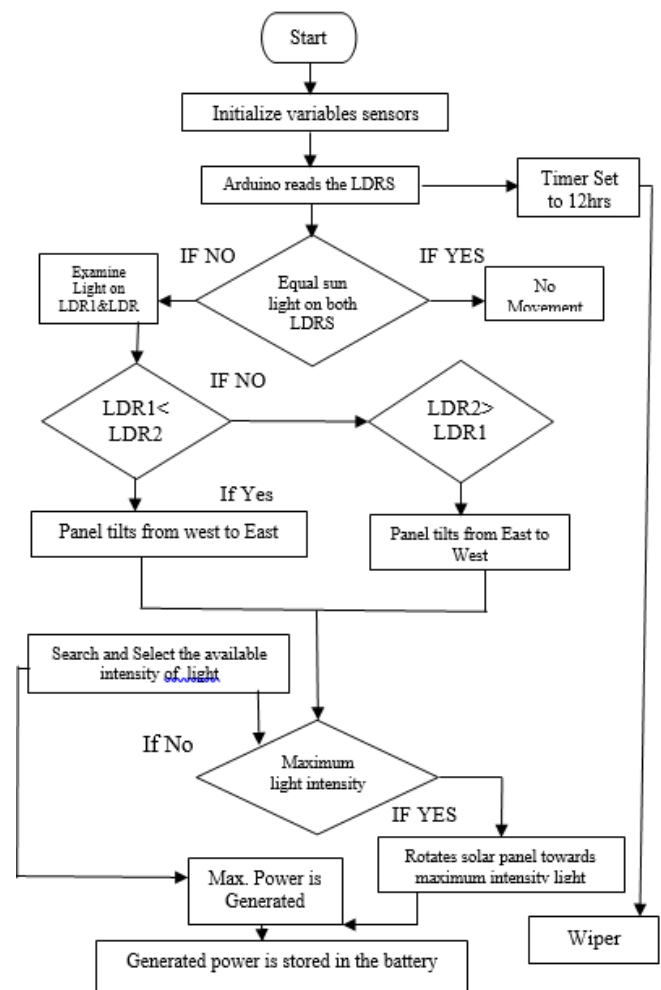 Start
Initialize variables sensors
Arduino reads the LDRS
Timer Set
to 12hrs
IF NO
IF YES
Examine
Light on
LDR1&LDR
Equal sun
light on both
LDRS
No
Movement
IF NO
LDR1<
LDR2
LDR2>
LDR1
If Yes
Panel tilts from west to East
Panel tilts from East to
West
Search and Select the available
intensity of light
If No
Maximum
light intensity
IF YES
Rotates solar panel towards
maximum intensity light
Max. Power is
Generated
Wiper
Generated power is stored in the battery